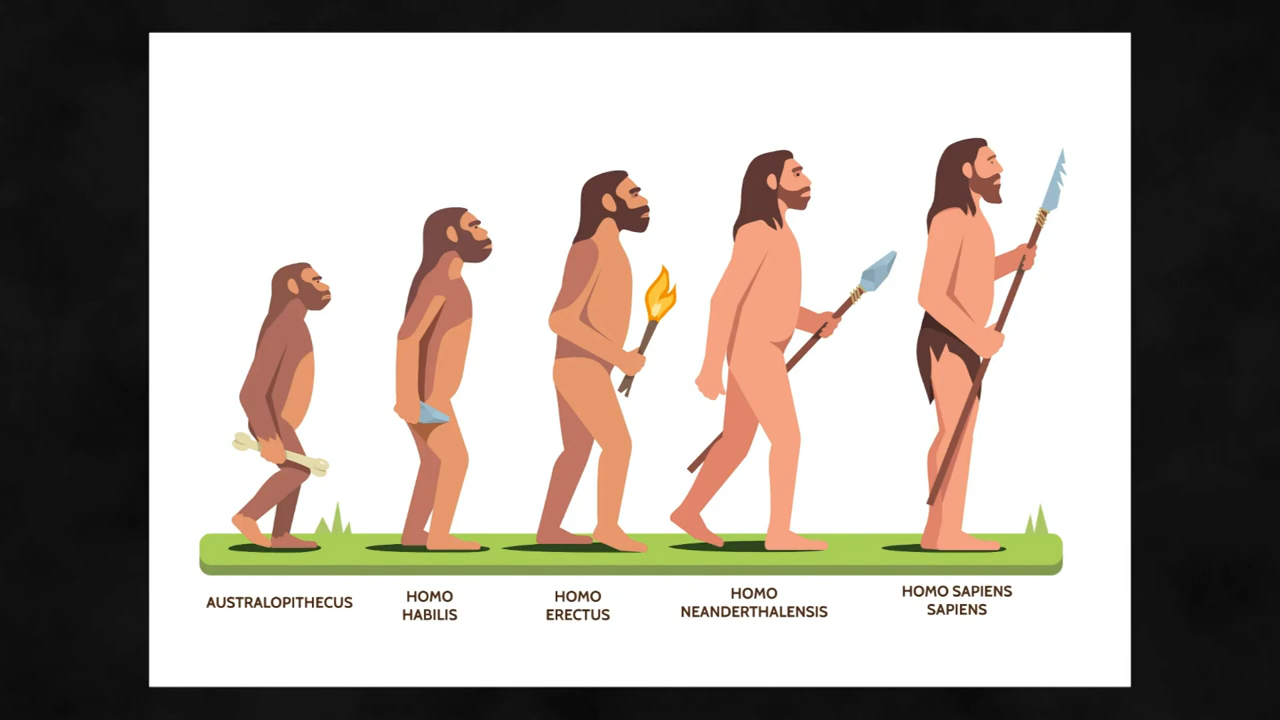 AUSTRALOPITHECUS
HOMO
HABILIS
HOMO
ERECTUS
HOMO
NEANDERTHALENSIS
HOMO SAPIENS
SAPIENS